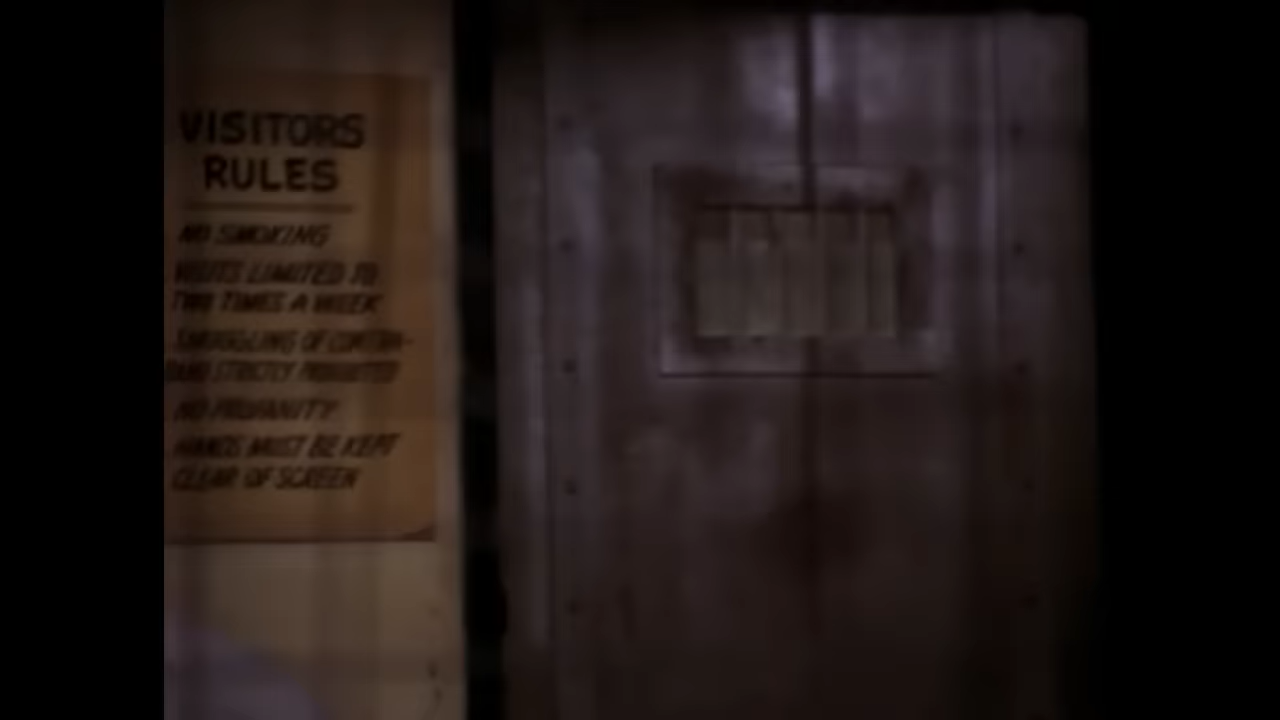 VISITORS
RULES
NO SMOKING
VISITS LIMITED TO
TWO TIMES A WEEK
SMUGGLING OF CONTRA-
BAND STRICTLY PROHIBITED
NO PROFANITY
HANDS MUST BE KEPT
CLEAR OF SCREEN